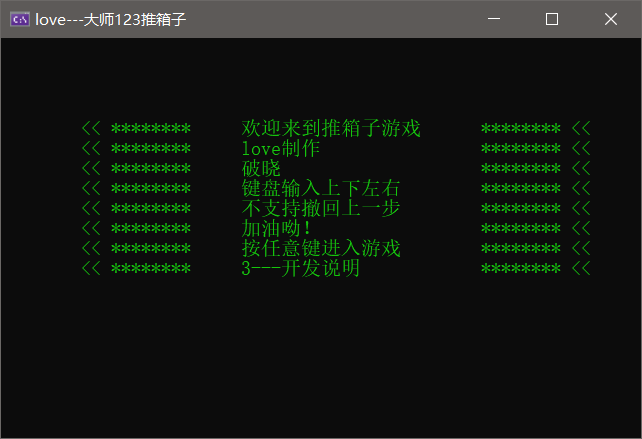 love---大师123推箱子
<< ******** 欢迎来到推箱子游戏 ******** <<
<< ******** love制作 ******** <<
<< ******** 破晓 ******** <<
<< ******** 键盘输入上下左右 ******** <<
<< ******** 不支持撤回上一步 ******** <<
<< ******** 加油呦! ******** <<
<< ******** 按任意键进入游戏 ******** <<
<< ******** 3---开发说明 ******** <<